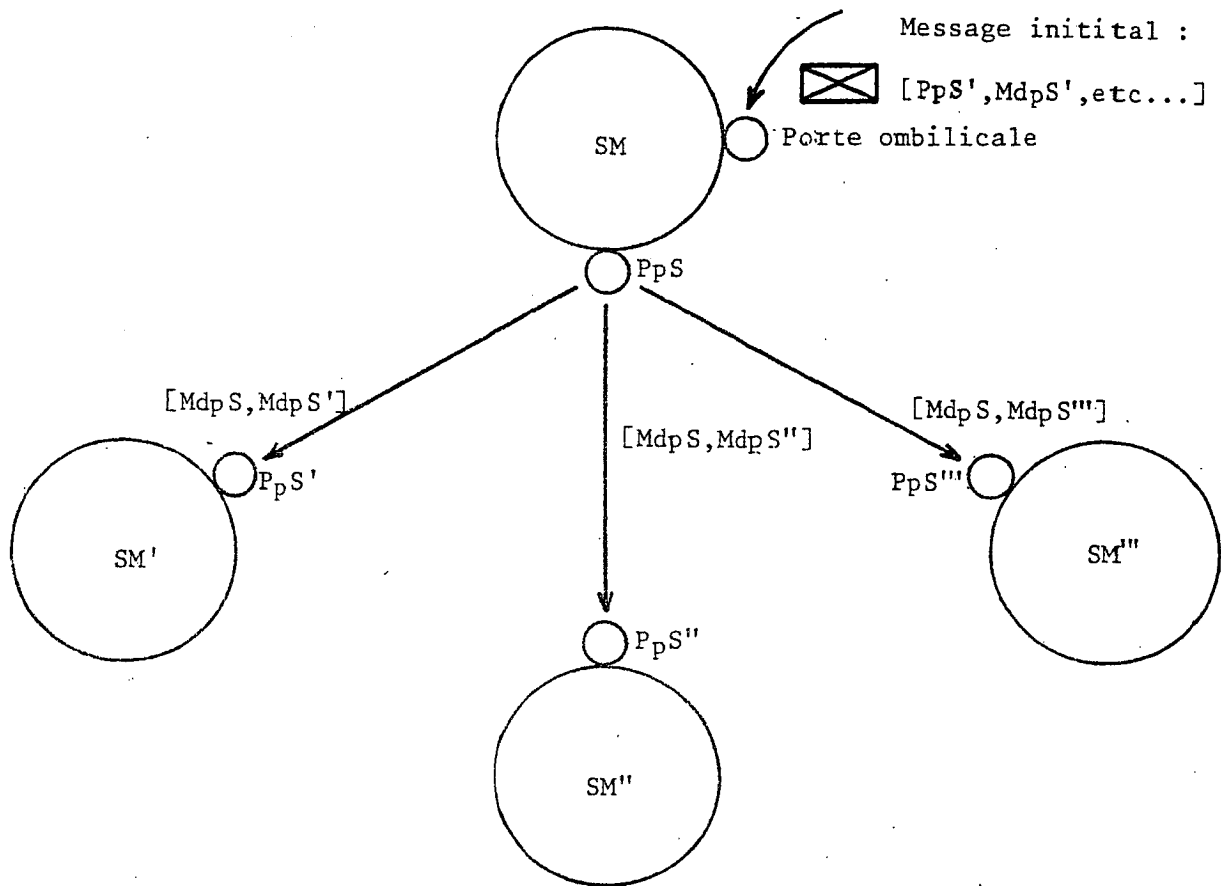 Message initital :
[PpS',MdpS',etc...]
Porte ombilicale
SM
PpS
[MdpS,MdpS']
[MdpS,MdpS"]
[MdpS,MdpS"']
PpS'
PpS"'
SM'
SM"'
PpS"
SM"